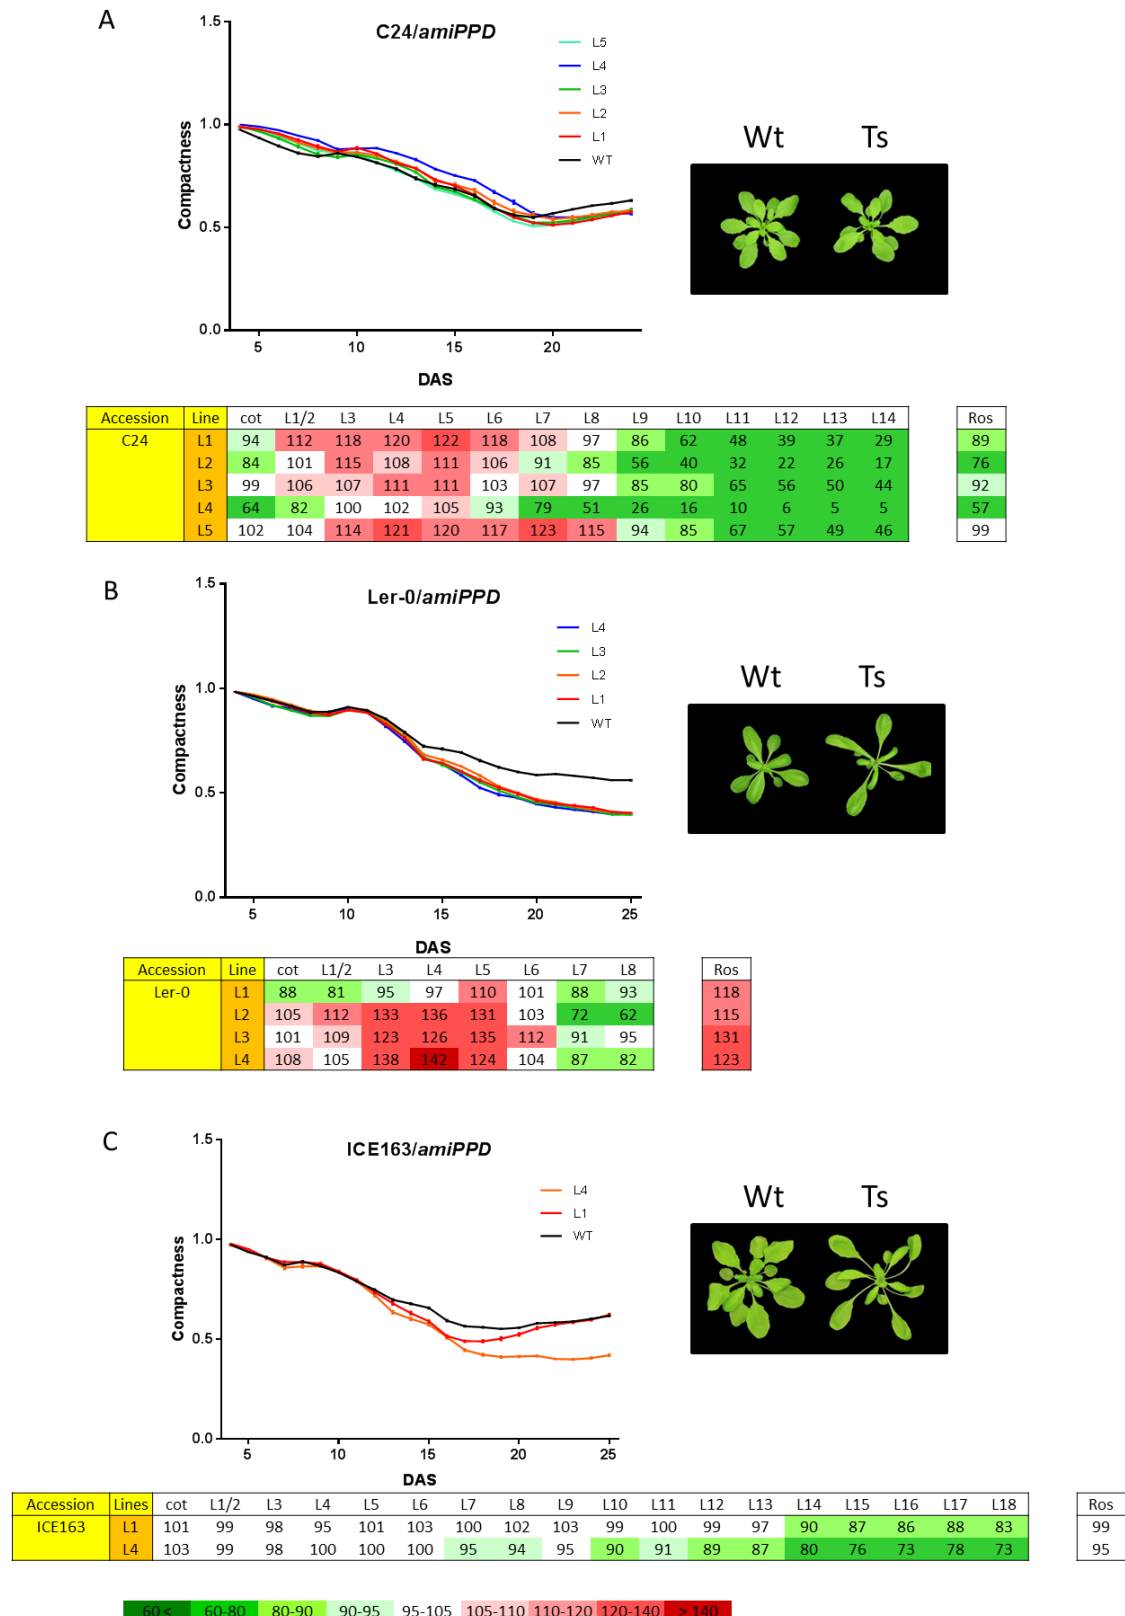 A
C24/amiPPD
1.5
1.0
0.5
0.0
Compactness
L5
L4
L3
L2
L1
WT
5 10 15 20
DAS
Wt Ts
Accession Line cot L1/2 L3 L4 L5 L6 L7 L8 L9 L10 L11 L12 L13 L14 Ros
C24 L1 94 112 118 120 122 118 108 97 86 62 48 39 37 29 89
L2 84 101 115 108 111 106 91 85 56 40 32 22 26 17 76
L3 99 106 107 111 111 103 107 97 85 80 65 56 50 44 92
L4 64 82 100 102 105 93 79 51 26 16 10 6 5 5 57
L5 102 104 114 121 120 117 123 115 94 85 67 57 49 46 99
B
Ler-0/amiPPD
1.5
1.0
0.5
0.0
Compactness
L4
L3
L2
L1
WT
5 10 15 20 25
DAS
Wt Ts
Accession Line cot L1/2 L3 L4 L5 L6 L7 L8 Ros
Ler-0 L1 88 81 95 97 110 101 88 93 118
L2 105 112 133 136 131 103 72 62 115
L3 101 109 123 126 135 112 91 95 131
L4 108 105 138 142 124 104 87 82 123
C
ICE163/amiPPD
1.5
1.0
0.5
0.0
Compactness
L4
L1
WT
5 10 15 20 25
DAS
Wt Ts
Accession Lines cot L1/2 L3 L4 L5 L6 L7 L8 L9 L10 L11 L12 L13 L14 L15 L16 L17 L18 Ros
ICE163 L1 101 99 98 95 101 103 100 102 103 99 100 99 97 90 87 86 88 83 99
L4 103 99 98 100 100 100 95 94 95 90 91 89 87 80 76 73 78 73 95
60 < 60-80 80-90 90-95 95-105 105-110 110-120 120-140 > 140